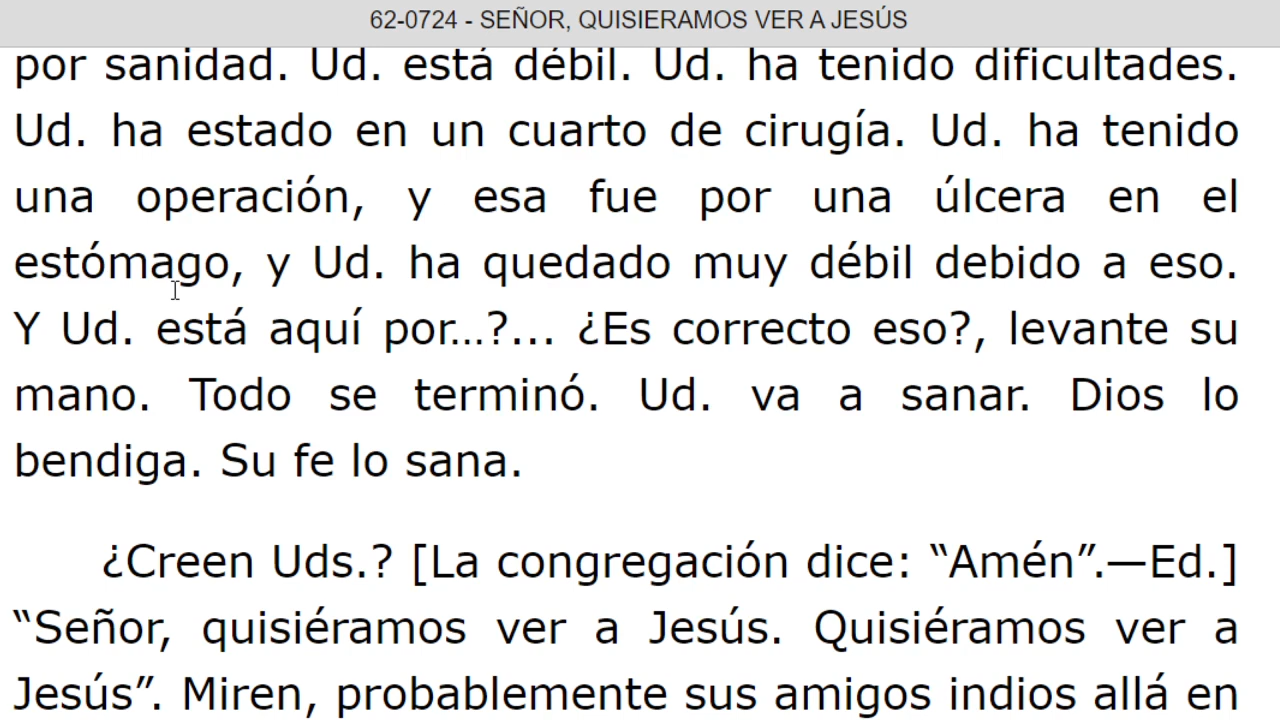 62-0724 - SEÑOR, QUISIERAMOS VER A JESÚS
por sanidad. Ud. está débil. Ud. ha tenido dificultades.
Ud. ha estado en un cuarto de cirugía. Ud. ha tenido
una operación, y esa fue por una úlcera en el
estómago, y Ud. ha quedado muy débil debido a eso.
Y Ud. está aquí por...?... ¿Es correcto eso?, levante su
mano. Todo se terminó. Ud. va a sanar. Dios lo
bendiga. Su fe lo sana.
¿Creen Uds.? [La congregación dice: “Amén”.—Ed.]
“Señor, quisiéramos ver a Jesús. Quisiéramos ver a
Jesús”. Miren, probablemente sus amigos indios allá en